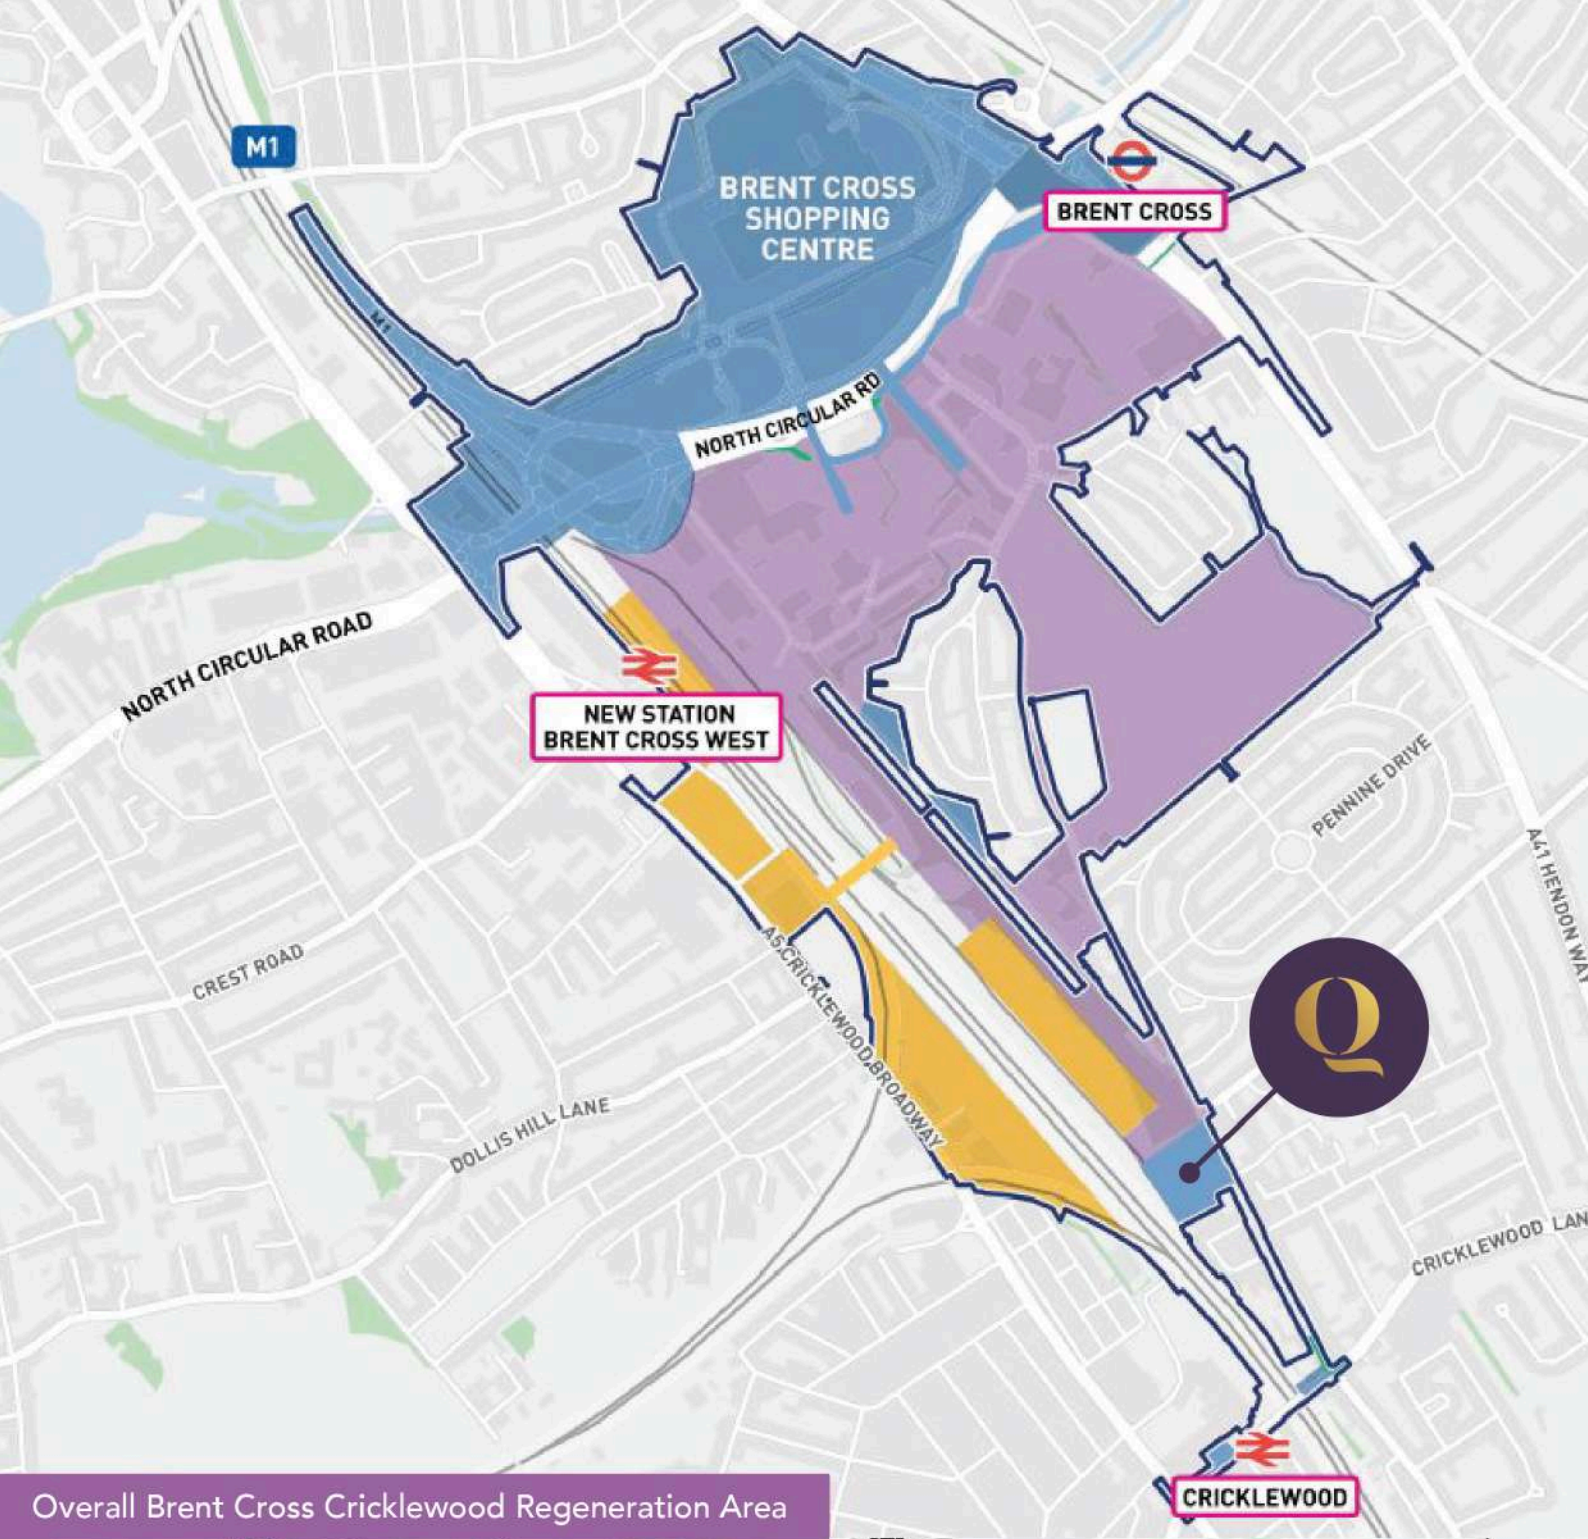 M1
BRENT CROSS
SHOPPING
CENTRE
BRENT CROSS
M1
NORTH CIRCULAR RD
NORTH CIRCULAR ROAD
NEW STATION
BRENT CROSS WEST
PENNINE DRIVE
A41 HENDON WAY
CREST ROAD
A5 CRICKLEWOOD BROADWAY
Q
DOLLIS HILL LANE
CRICKLEWOOD LAN
CRICKLEWOOD
Overall Brent Cross Cricklewood Regeneration Area